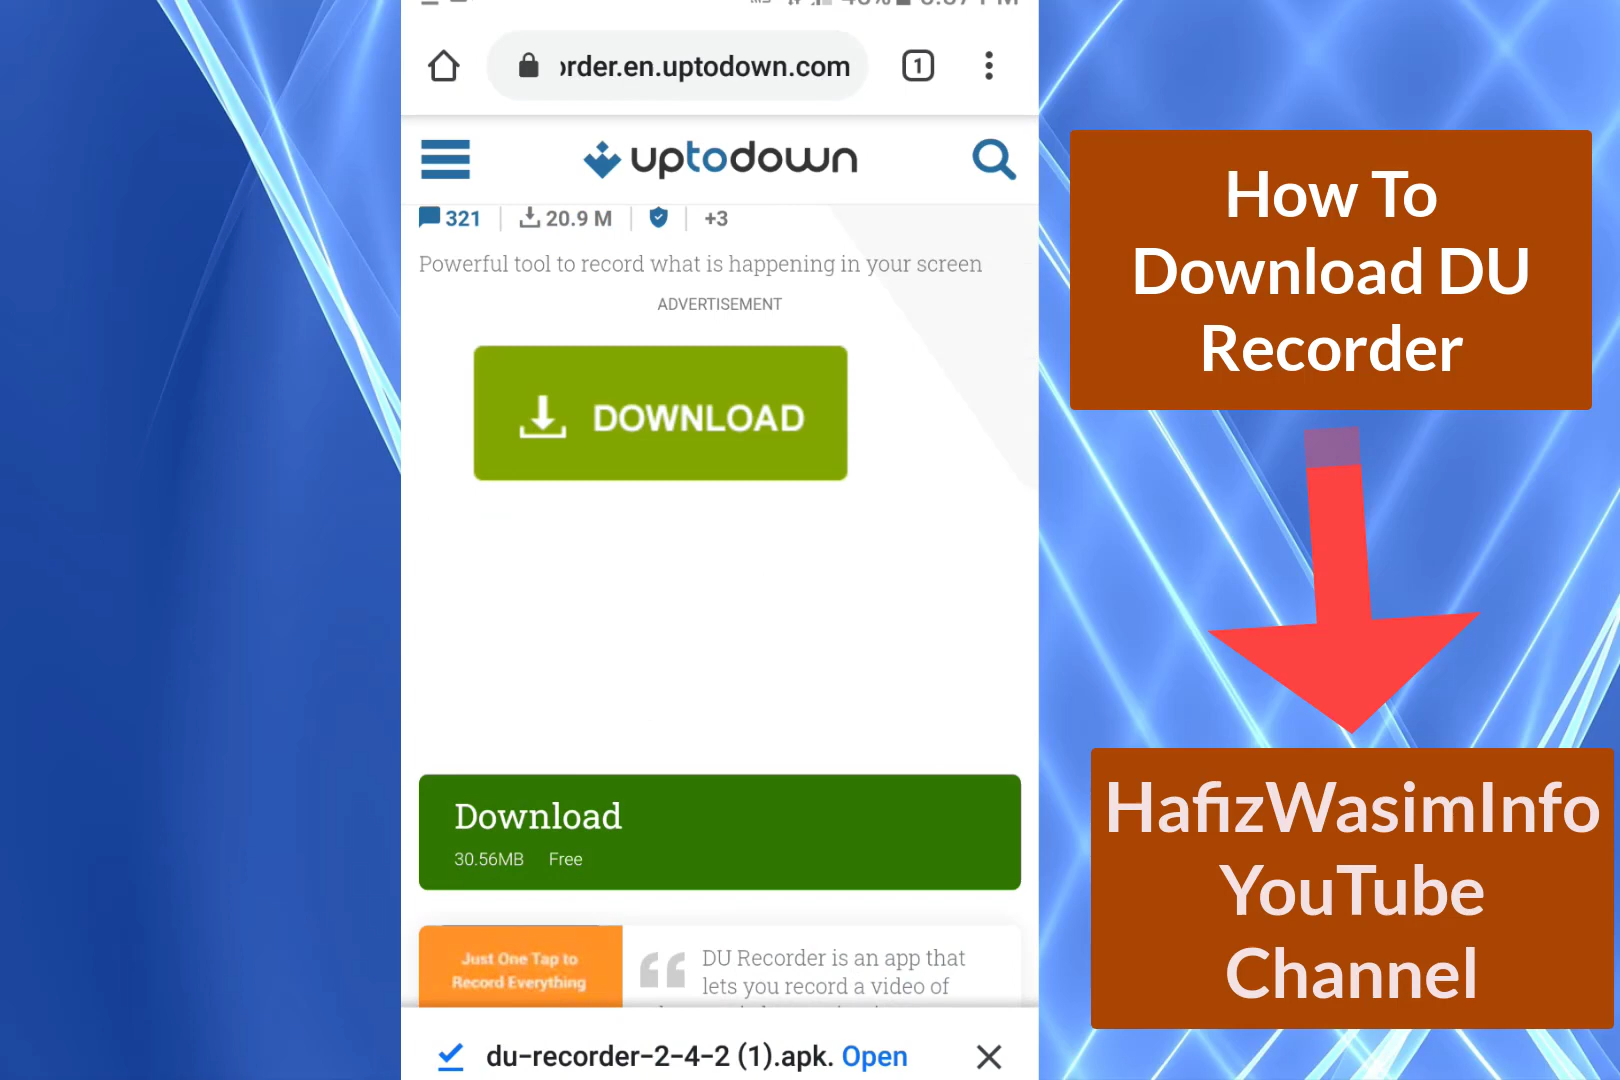 order.en.uptodown.com
1
uptodown
321
20.9 M
+3
Powerful tool to record what is happening in your screen
ADVERTISEMENT
DOWNLOAD
Download
30.56MB Free
Just One Tap to
Record Everything
DU Recorder is an app that
lets you record a video of
du-recorder-2-4-2 (1).apk. Open
How To
Download DU
Recorder
HafizWasimInfo
YouTube
Channel